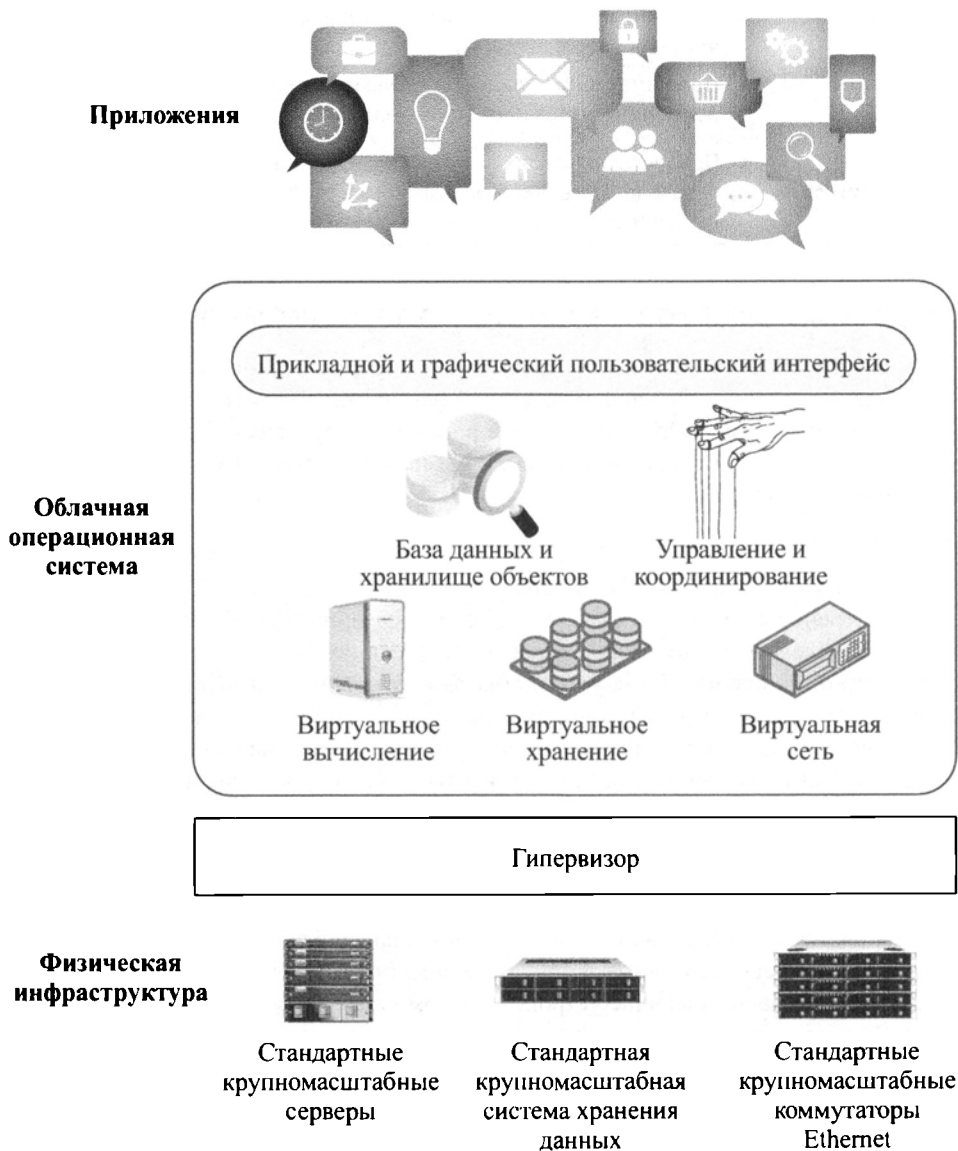 Приложения
Прикладной и графический пользовательский интерфейс
Облачная
операционная
система
База данных и
хранилище объектов
Управление и
координирование
Виртуальное
вычисление
Виртуальное
хранение
Виртуальная
сеть
Гипервизор
Физическая
инфраструктура
Стандартные
крупномасштабные
серверы
Стандартная
крупномасштабная
система хранения
данных
Стандартные
крупномасштабные
коммутаторы
Ethernet